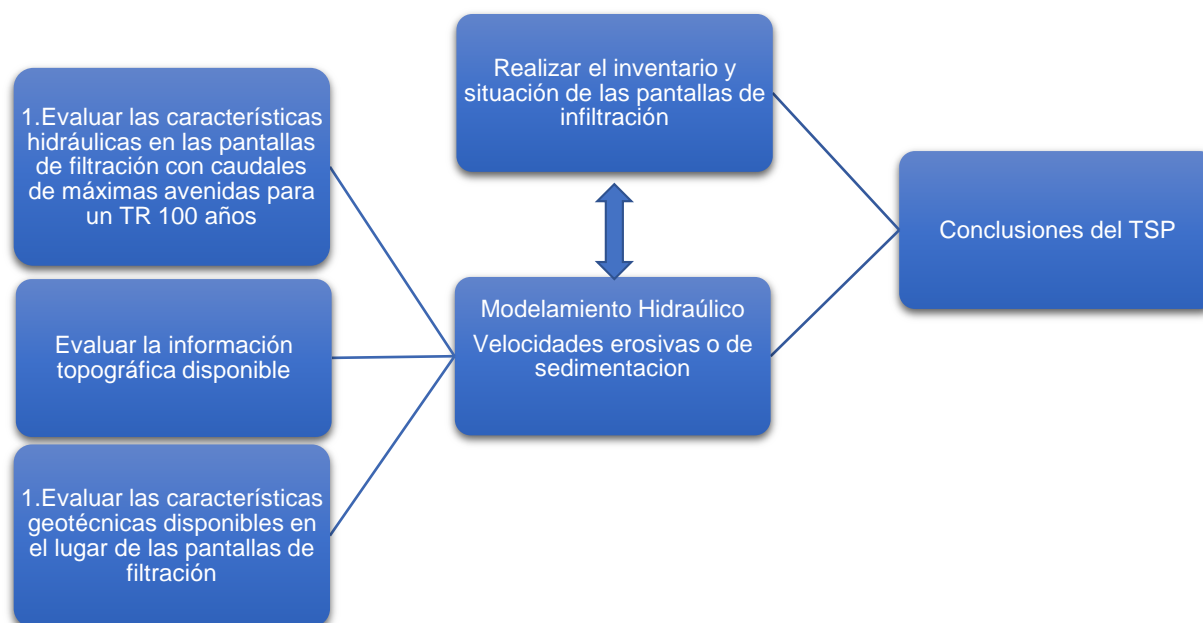 1.Evaluar las características
hidráulicas en las pantallas
de filtración con caudales
de máximas avenidas para
un TR 100 años
Evaluar la información
topográfica disponible
1.Evaluar las características
geotécnicas disponibles en
el lugar de las pantallas de
filtración
Realizar el inventario y
situación de las pantallas de
infiltración
Modelamiento Hidraúlico
Velocidades erosivas o de
sedimentacion
Conclusiones del TSP